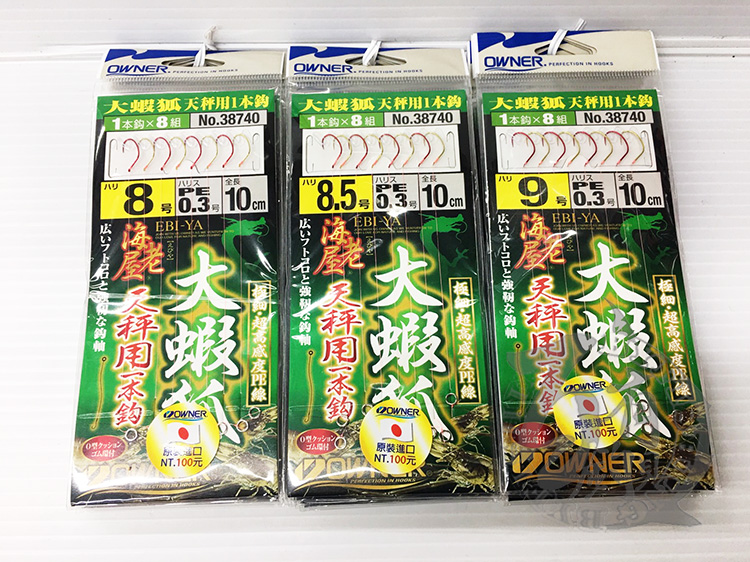 OWNER
PERFECTION IN HOOKS
大蝦狐 天秤用1本鈎
1本鈎×8組 No.38740
ハリ 8号 ハリス PE 0.3号 全長 10cm
EBI-YA
海老屋
天秤用一本鈎
大蝦狐
広いフトコロと強靭な鈎軸
極細・超高感度PE線
O型クッション
ゴム環付
OWNER
原裝進口
NT.100元
OWNER
PERFECTION IN HOOKS
OWNER
PERFECTION IN HOOKS
大蝦狐 天秤用1本鈎
1本鈎×8組 No.38740
ハリ 8.5号 ハリス PE 0.3号 全長 10cm
EBI-YA
海老屋
天秤用一本鈎
大蝦狐
広いフトコロと強靭な鈎軸
極細・超高感度PE線
O型クッション
ゴム環付
OWNER
原裝進口
NT.100元
OWNER
PERFECTION IN HOOKS
OWNER
PERFECTION IN HOOKS
大蝦狐 天秤用1本鈎
1本鈎×8組 No.38740
ハリ 9号 ハリス PE 0.3号 全長 10cm
EBI-YA
海老屋
天秤用一本鈎
大蝦狐
広いフトコロと強靭な鈎軸
極細・超高感度PE線
O型クッション
ゴム環付
OWNER
原裝進口
NT.100元
OWNER
PERFECTION IN HOOKS